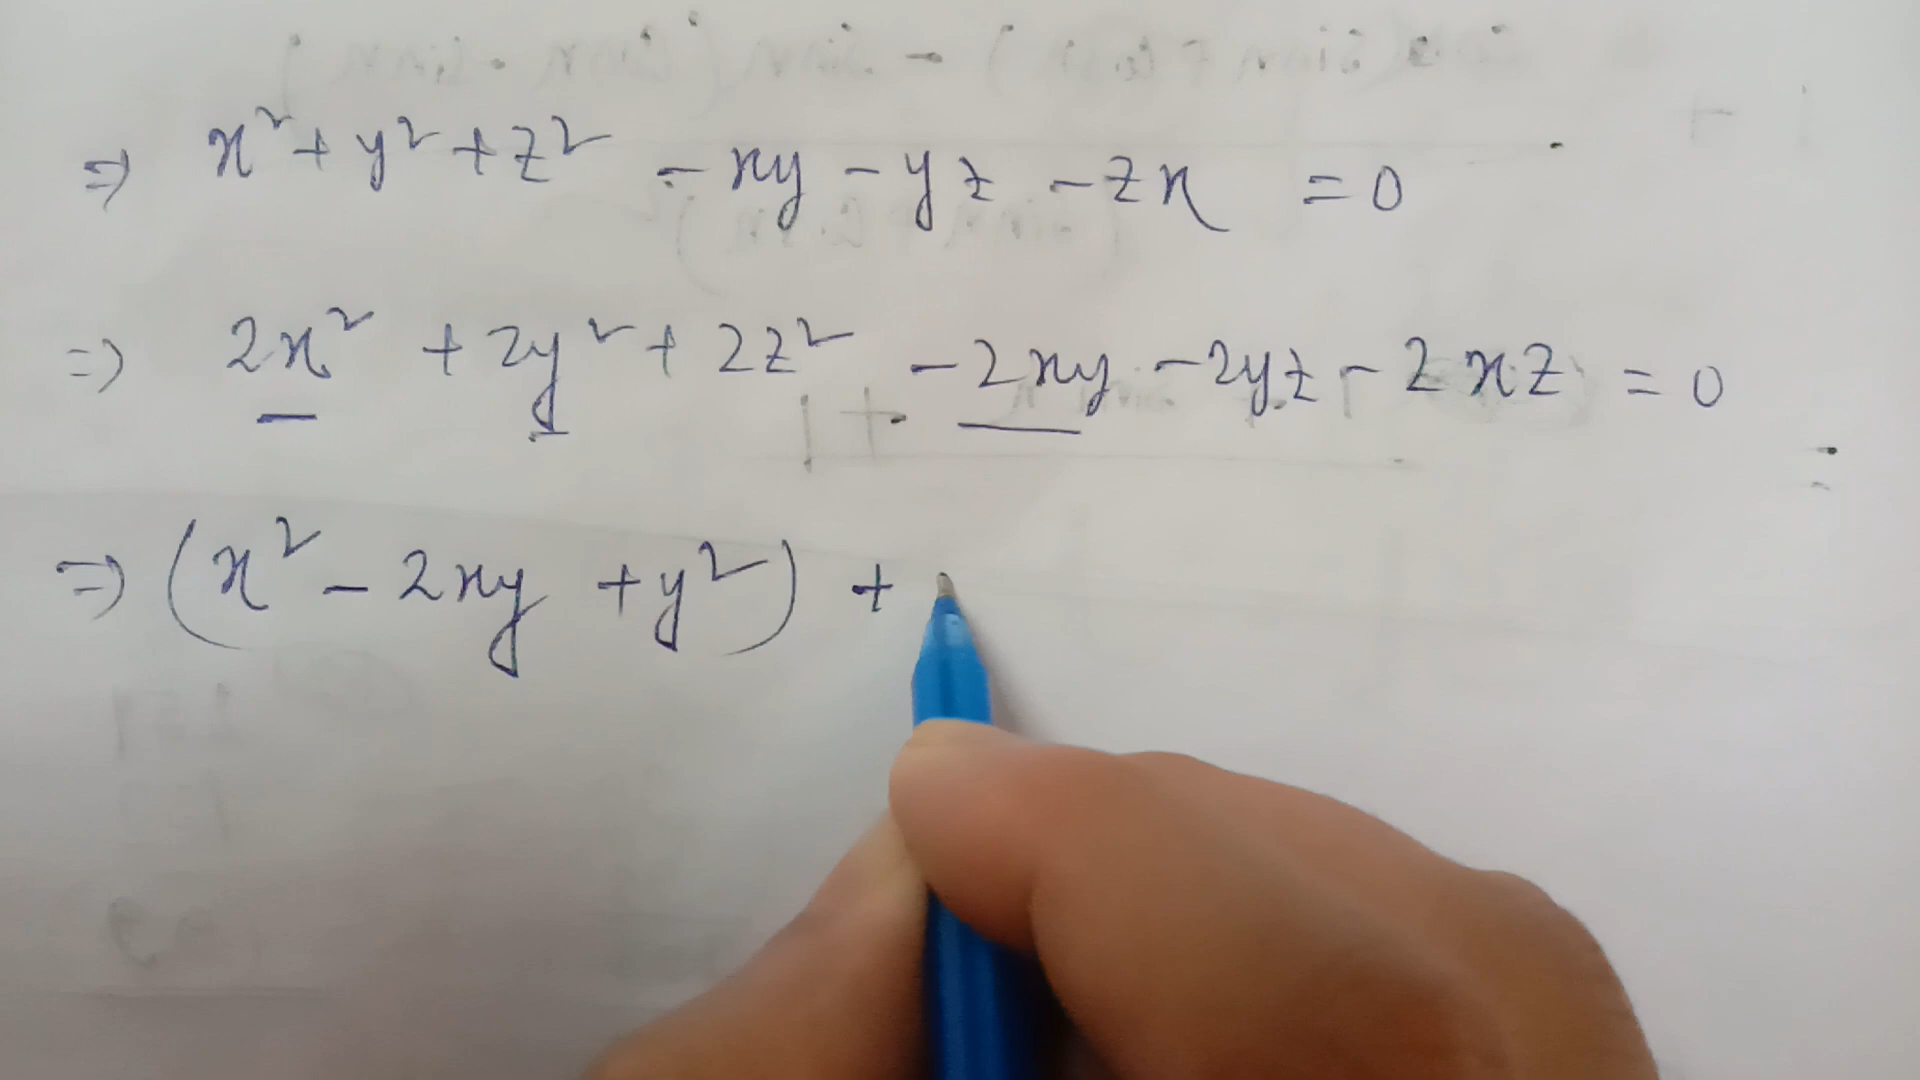 ⇒ x² + y² + z² - xy - yz - zx = 0
⇒ 2x² + 2y² + 2z² - 2xy - 2yz - 2xz = 0
⇒ (x² - 2xy + y²) +